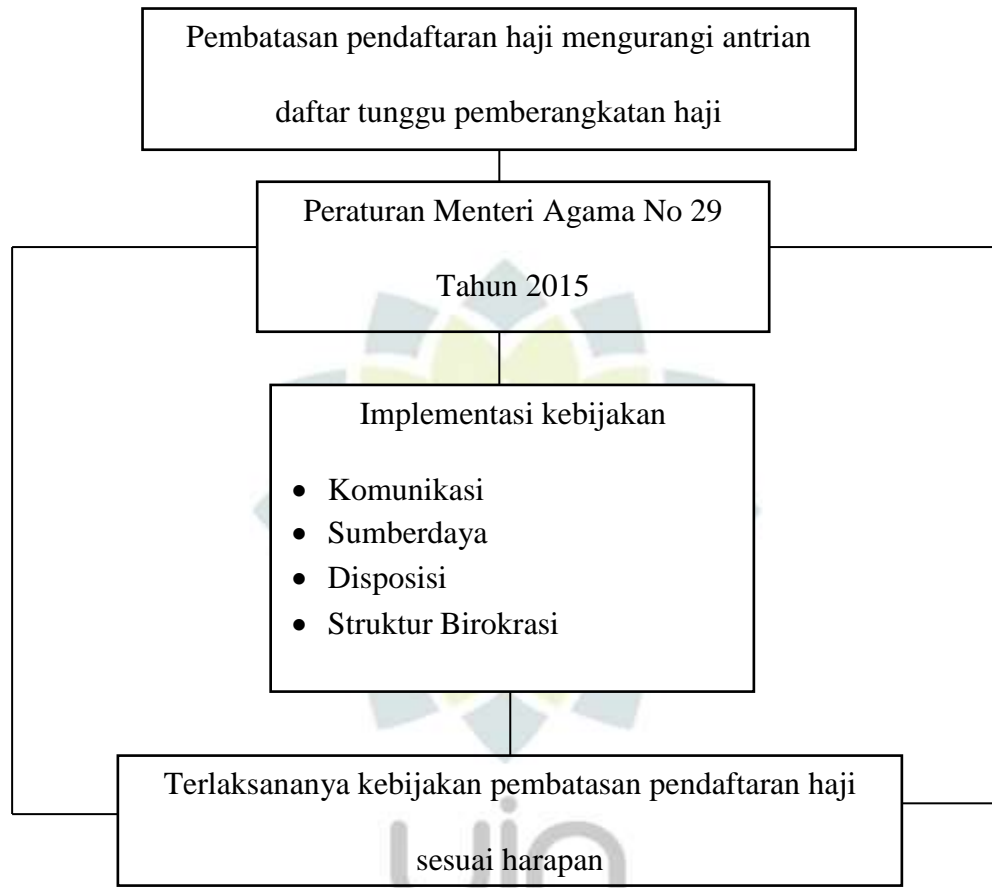 Pembatasan pendaftaran haji mengurangi antrian
daftar tunggu pemberangkatan haji
Peraturan Menteri Agama No 29
Tahun 2015
Implementasi kebijakan
• Komunikasi
• Sumberdaya
• Disposisi
• Struktur Birokrasi
Terlaksananya kebijakan pembatasan pendaftaran haji
sesuai harapan
uin